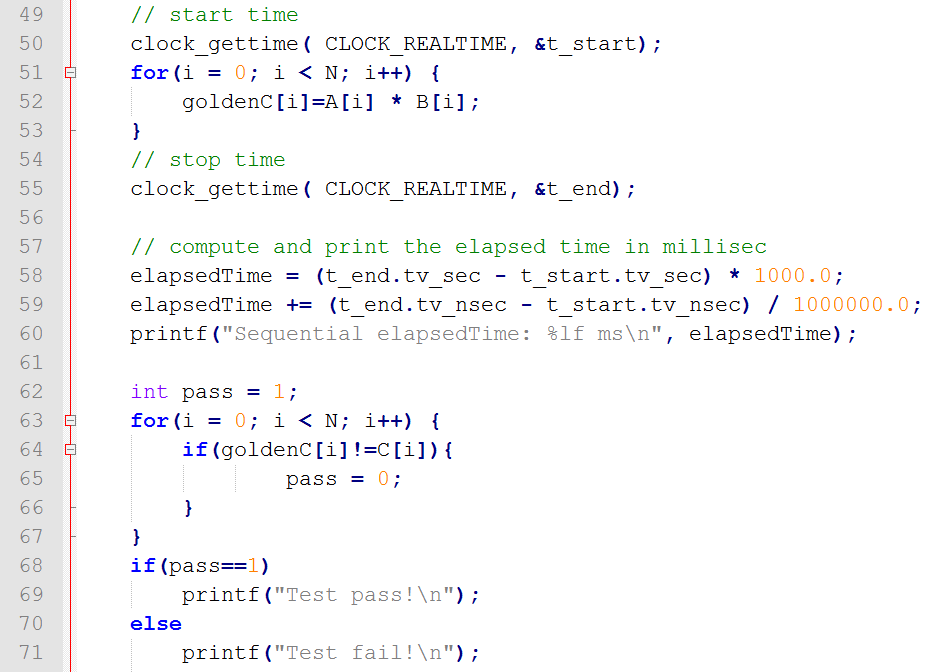 49 // start time
50 clock_gettime( CLOCK_REALTIME, &t_start);
51 for(i = 0; i < N; i++) {
52 goldenC[i]=A[i] * B[i];
53 }
54 // stop time
55 clock_gettime( CLOCK_REALTIME, &t_end);
56
57 // compute and print the elapsed time in millisec
58 elapsedTime = (t_end.tv_sec - t_start.tv_sec) * 1000.0;
59 elapsedTime += (t_end.tv_nsec - t_start.tv_nsec) / 1000000.0;
60 printf("Sequential elapsedTime: %lf ms\n", elapsedTime);
61
62 int pass = 1;
63 for(i = 0; i < N; i++) {
64 if(goldenC[i]!=C[i]){
65 pass = 0;
66 }
67 }
68 if(pass==1)
69 printf("Test pass!\n");
70 else
71 printf("Test fail!\n");